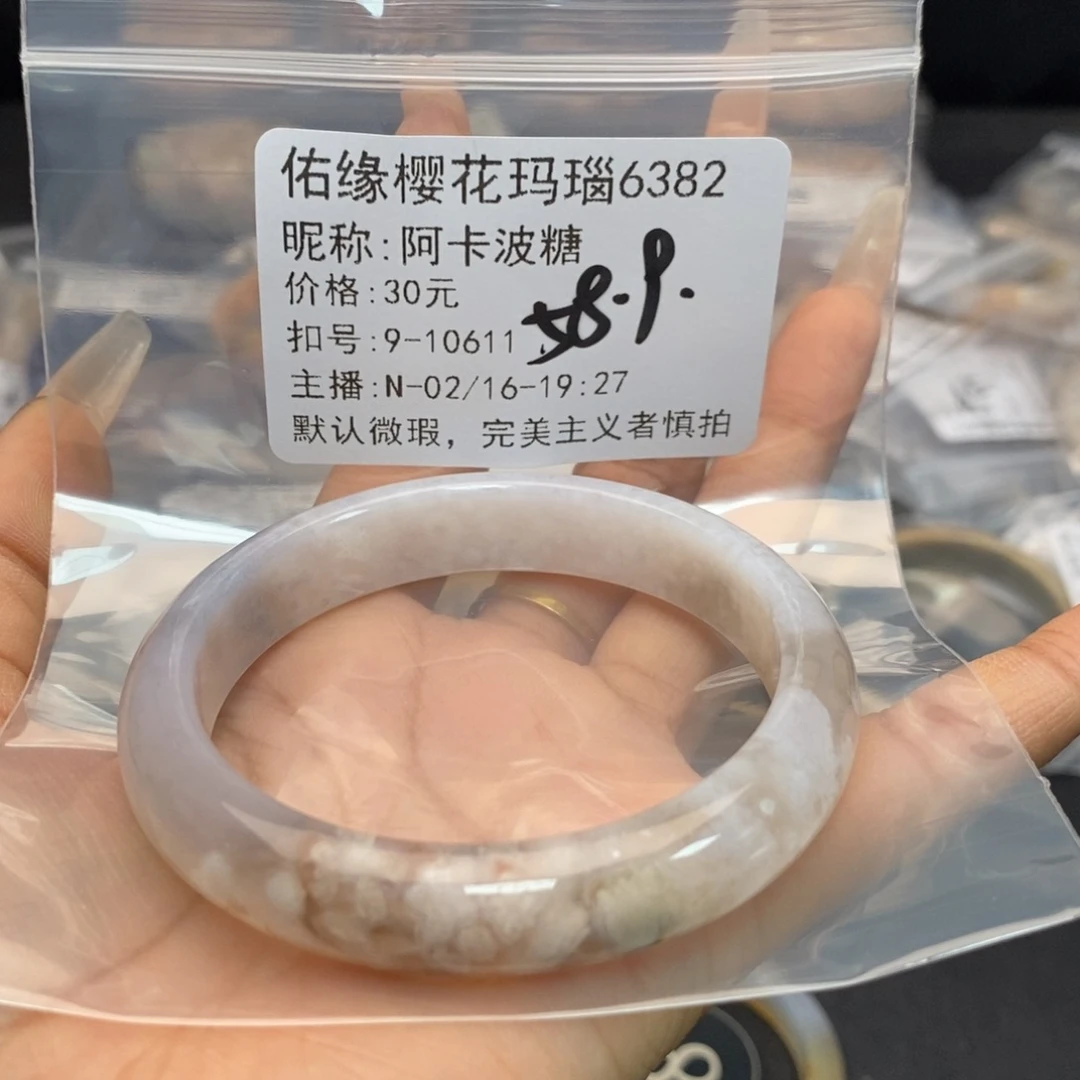 佑缘樱花玛瑙6382
昵称:阿卡波糖
价格:30元
58.9.
扣号:9-10611
主播:N-02/16-19:27
默认微瑕，完美主义者慎拍